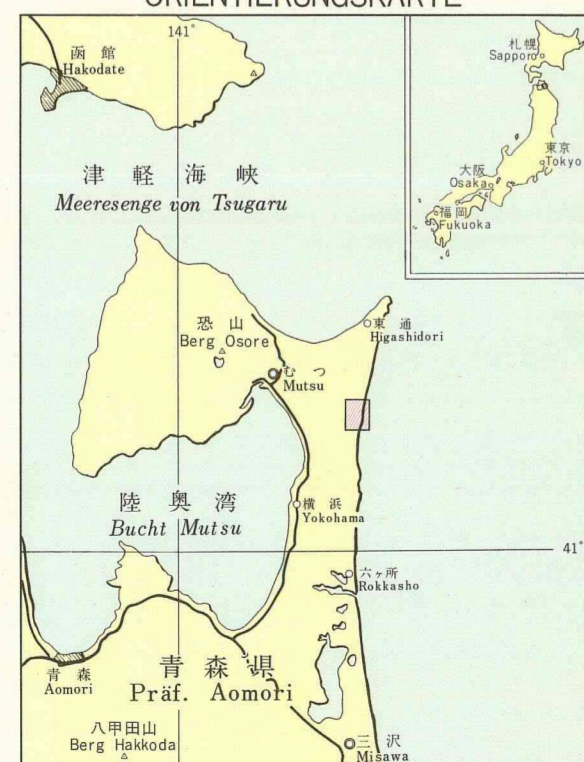 ORIENTIERUNGSKARTE
141°
函館
Hakodate
札幌
Sapporo
東京
Tokyo
大阪
Osaka
福岡
Fukuoka
津軽海峡
Meeresenge von Tsugaru
恐山
Berg Osore
東通
Higashidori
むつ
Mutsu
陸奥湾
Bucht Mutsu
横浜
Yokohama
41°
六ヶ所
Rokkasho
青森
Aomori
青森県
Präf. Aomori
八甲田山
Berg Hakkoda
三沢
Misawa